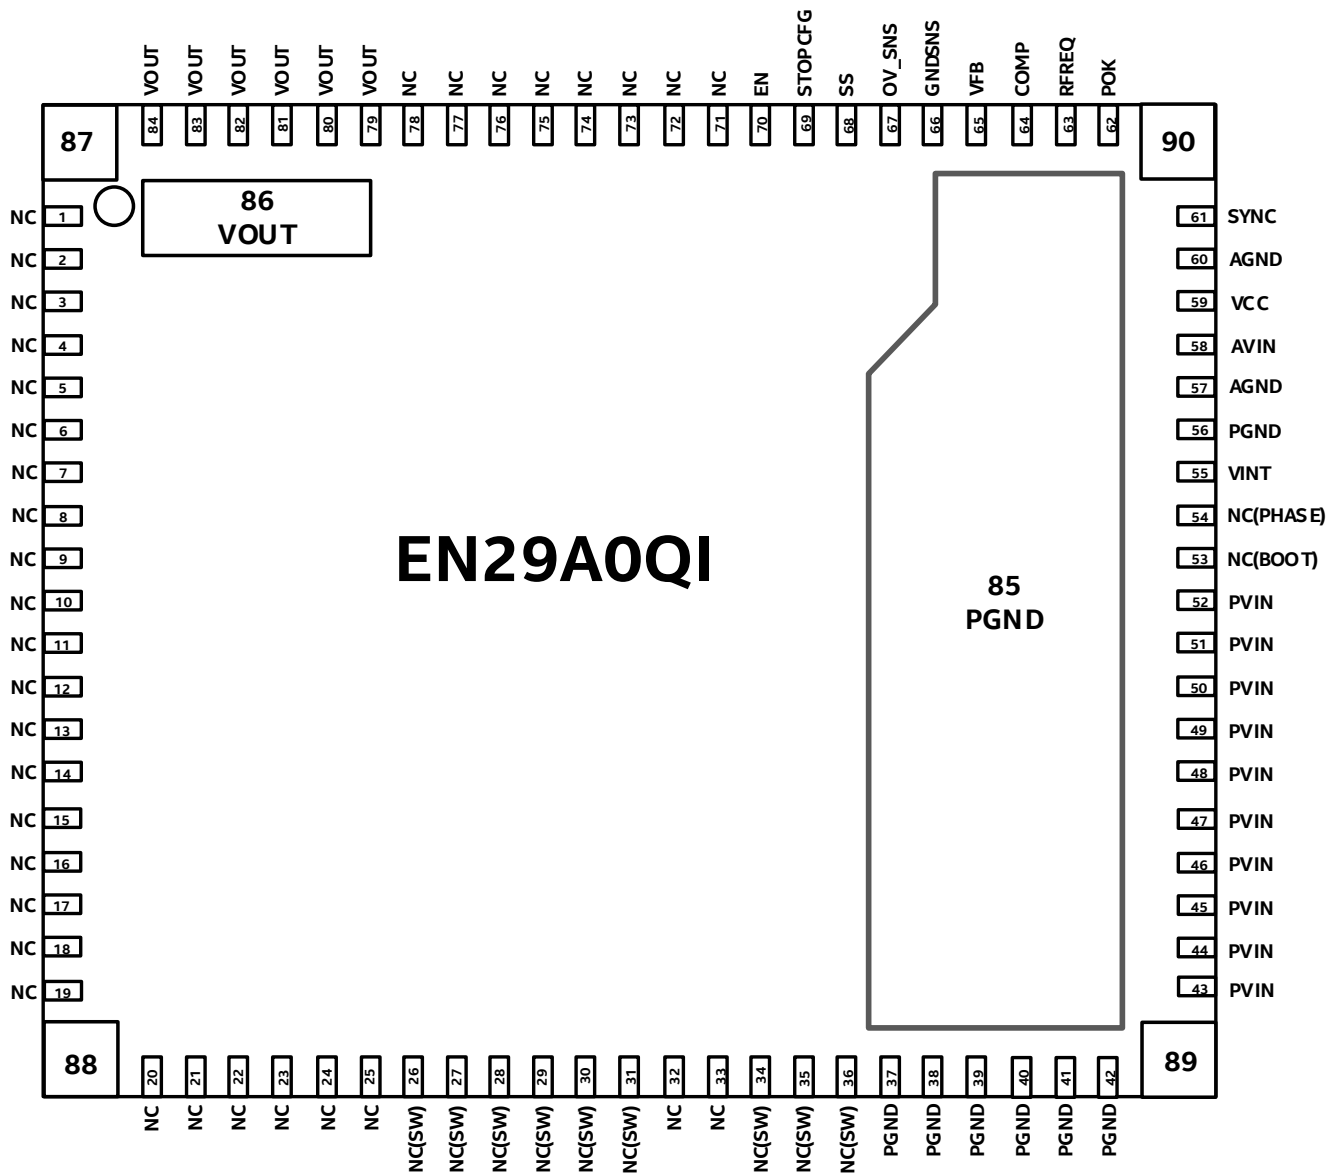 VOUT
VOUT
VOUT
VOUT
VOUT
VOUT
NC
NC
NC
NC
NC
NC
NC
NC
EN
STOPCFG
SS
OV_SNS
GNDSNS
VFB
COMP
RFREQ
POK
84
83
82
81
80
79
78
77
76
75
74
73
72
71
70
69
68
67
66
65
64
63
62
87
90
86
VOUT
NC 1
NC 2
NC 3
NC 4
NC 5
NC 6
NC 7
NC 8
NC 9
NC 10
NC 11
NC 12
NC 13
NC 14
NC 15
NC 16
NC 17
NC 18
NC 19
EN29A0QI
85
PGND
61 SYNC
60 AGND
59 VCC
58 AVIN
57 AGND
56 PGND
55 VINT
54 NC(PHASE)
53 NC(BOOT)
52 PVIN
51 PVIN
50 PVIN
49 PVIN
48 PVIN
47 PVIN
46 PVIN
45 PVIN
44 PVIN
43 PVIN
88
89
20
21
22
23
24
25
26
27
28
29
30
31
32
33
34
35
36
37
38
39
40
41
42
NC
NC
NC
NC
NC
NC
NC(SW)
NC(SW)
NC(SW)
NC(SW)
NC(SW)
NC(SW)
NC
NC
NC(SW)
NC(SW)
NC(SW)
PGND
PGND
PGND
PGND
PGND
PGND